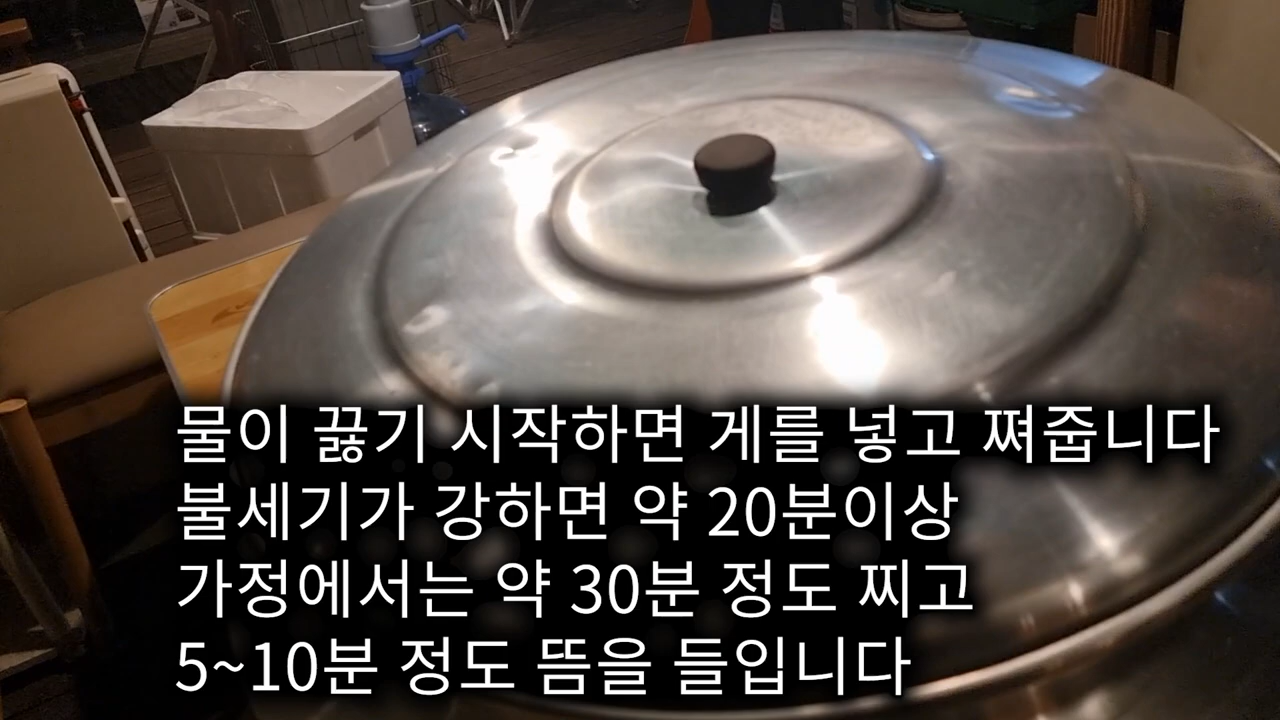 물이 끓기 시작하면 게를 넣고 쪄줍니다
불세기가 강하면 약 20분이상
가정에서는 약 30분 정도 찌고
5~10분 정도 뜸을 들입니다